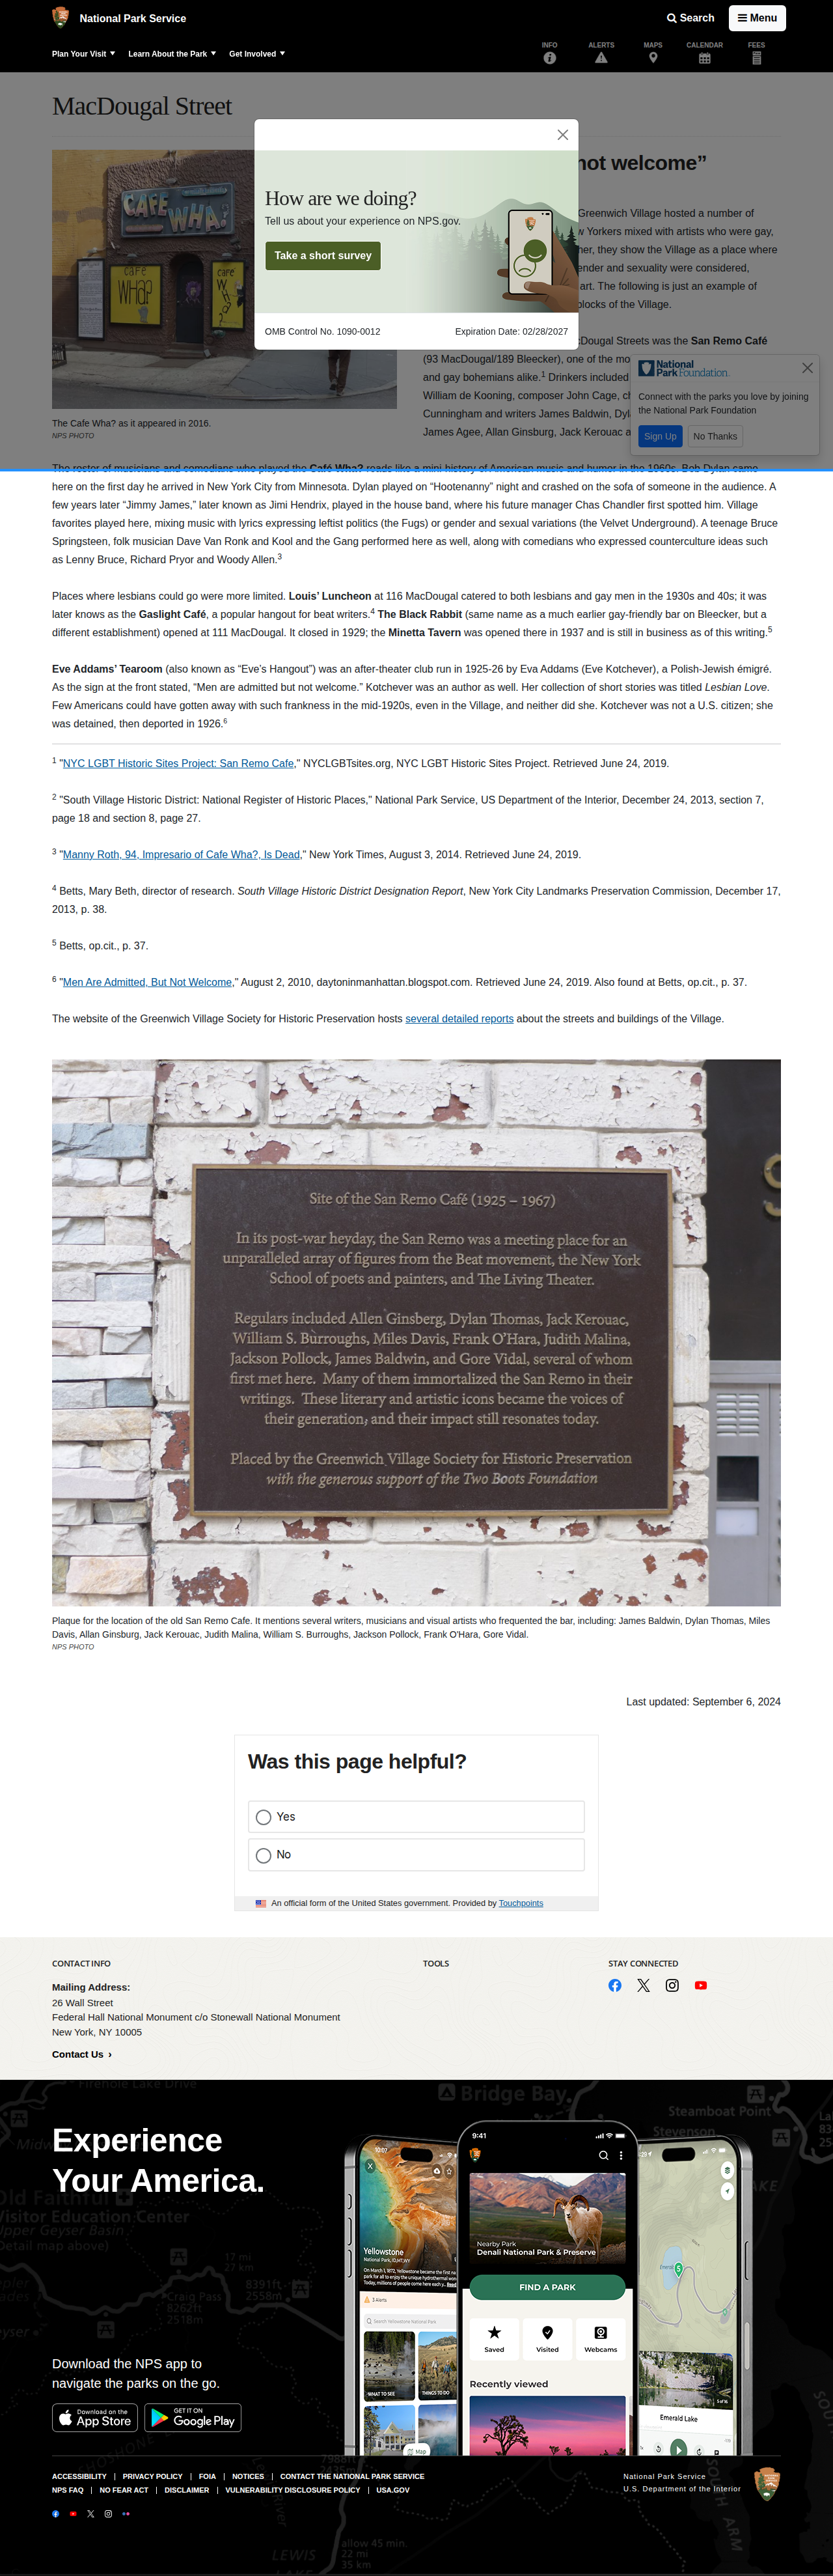 National Park Service
Search
Menu
Plan Your Visit
Learn About the Park
Get Involved
INFO
ALERTS
MAPS
CALENDAR
FEES
MacDougal Street
not welcome”
CAFE WHA?
CAFE WHA?
Greenwich Village hosted a number of
Yorkers mixed with artists who were gay,
they show the Village as a place where
gender and sexuality were considered,
art. The following is just an example of
blocks of the Village.
How are we doing?
Tell us about your experience on NPS.gov.
Take a short survey
OMB Control No. 1090-0012
Expiration Date: 02/28/2027
MacDougal Streets was the San Remo Café
(93 MacDougal/189 Bleecker), one of the
and gay bohemians alike.1 Drinkers included
William de Kooning, composer John Cage,
Cunningham and writers James Baldwin,
James Agee, Allan Ginsburg, Jack Kerouac
National Park Foundation
Consent with the parks you love by joining
the National Park Foundation
Sign Up
No Thanks
The Cafe Wha? as it appeared in 2016.
NPS PHOTO
The roster of musicians and comedians who played the Café Wha? reads like a mini-history of American music and humor in the 1960s. Bob Dylan came
here on the first day he arrived in New York City from Minnesota. Dylan played on “Hootenanny” night and crashed on the sofa of someone in the audience. A
few years later “Jimmy James,” later known as Jimi Hendrix, played in the house band, where his future manager Chas Chandler first spotted him. Village
favorites played here, mixing music with lyrics expressing leftist politics (the Fugs) or gender and sexual variations (the Velvet Underground). A teenage Bruce
Springsteen, folk musician Dave Van Ronk and Kool and the Gang performed here as well, along with comedians who expressed counterculture ideas such
as Lenny Bruce, Richard Pryor and Woody Allen.3
Places where lesbians could go were more limited. Louis’ Luncheon at 116 MacDougal catered to both lesbians and gay men in the 1930s and 40s; it was
later known as the Gaslight Café, a popular hangout for beat writers.4 The Black Rabbit (same name as a much earlier gay-friendly bar on Bleecker, but a
different establishment) opened at 111 MacDougal. It closed in 1929; the Minetta Tavern was opened there in 1937 and is still in business as of this writing.5
Eve Addams’ Tearoom (also known as “Eve’s Hangout”) was an after-theater club run in 1925-26 by Eva Addams (Eve Kotchever), a Polish-Jewish émigré.
As the sign at the front stated, “Men are admitted but not welcome.” Kotchever was an author as well. Her collection of short stories was titled Lesbian Love.
Few Americans could have gotten away with such frankness in the mid-1920s, even in the Village, and neither did she. Kotchever was not a U.S. citizen; she
was detained, then deported in 1926.6
1 "NYC LGBT Historic Sites Project: San Remo Cafe," NYCLGBTsites.org, NYC LGBT Historic Sites Project. Retrieved June 24, 2019.
2 "South Village Historic District: National Register of Historic Places," National Park Service, US Department of the Interior, December 24, 2013, section 7,
page 18 and section 8, page 27.
3 "Manny Roth, 94, Impresario of Cafe Wha?, Is Dead," New York Times, August 3, 2014. Retrieved June 24, 2019.
4 Betts, Mary Beth, director of research. South Village Historic District Designation Report, New York City Landmarks Preservation Commission, December 17,
2013, p. 38.
5 Betts, op.cit., p. 37.
6 "Men Are Admitted, But Not Welcome," August 2, 2010, daytoninmanhattan.blogspot.com. Retrieved June 24, 2019. Also found at Betts, op.cit., p. 37.
The website of the Greenwich Village Society for Historic Preservation hosts several detailed reports about the streets and buildings of the Village.
Site of the San Remo Café (1925 – 1967)
In its post-war heyday, the San Remo was a meeting place for an
unparalleled array of figures from the Beat movement, the New York
School of poets and painters, and The Living Theater.
Regulars included Allen Ginsberg, Dylan Thomas, Jack Kerouac,
William S. Burroughs, Miles Davis, Frank O’Hara, Judith Malina,
Jackson Pollock, James Baldwin, and Gore Vidal, several of whom
first met here. Many of them immortalized the San Remo in their
writings. These literary and artistic icons became the voices of
their generation; and their impact still resonates today.
Placed by the Greenwich Village Society for Historic Preservation
with the generous support of the Two Boots Foundation
Plaque for the location of the old San Remo Cafe. It mentions several writers, musicians and visual artists who frequented the bar, including: James Baldwin, Dylan Thomas, Miles
Davis, Allan Ginsburg, Jack Kerouac, Judith Malina, William S. Burroughs, Jackson Pollock, Frank O'Hara, Gore Vidal.
NPS PHOTO
Last updated: September 6, 2024
Was this page helpful?
Yes
No
An official form of the United States government. Provided by Touchpoints
CONTACT INFO
TOOLS
STAY CONNECTED
Mailing Address:
26 Wall Street
Federal Hall National Monument c/o Stonewall National Monument
New York, NY 10005
Contact Us ›
Experience
Your America.
9:41
Nearby Park
Denali National Park & Preserve
FIND A PARK
Saved
Visited
Webcams
Recently viewed
Yellowstone
WHAT TO SEE
THINGS TO DO
Map
Emerald Lake
Bridge Bay
Steamboat Point
Stevenson
Craig Pass
8262ft
2518m
8391ft
2558m
17 mi
27 km
Download the NPS app to
navigate the parks on the go.
Download on the App Store
GET IT ON Google Play
ACCESSIBILITY
PRIVACY POLICY
FOIA
NOTICES
CONTACT THE NATIONAL PARK SERVICE
NPS FAQ
NO FEAR ACT
DISCLAIMER
VULNERABILITY DISCLOSURE POLICY
USA.GOV
National Park Service
U.S. Department of the Interior
LEWIS
allow 45 min.
22 mi
35 km